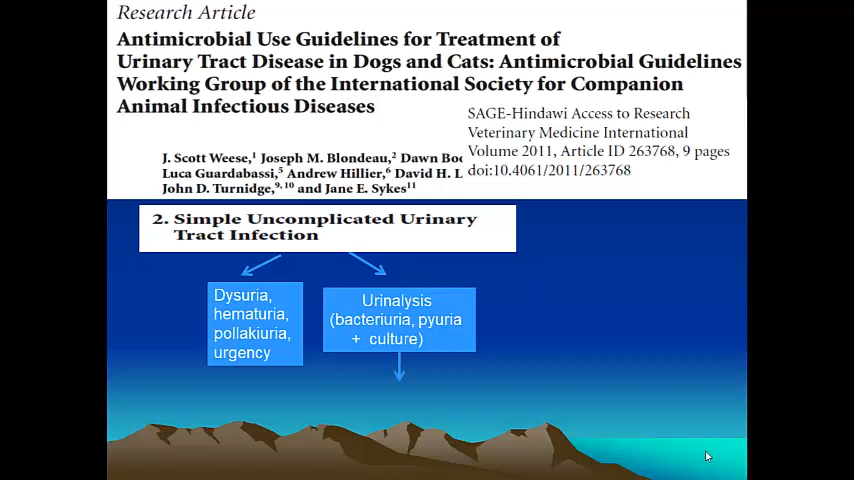 Research Article
Antimicrobial Use Guidelines for Treatment of
Urinary Tract Disease in Dogs and Cats: Antimicrobial Guidelines
Working Group of the International Society for Companion
Animal Infectious Diseases
SAGE-Hindawi Access to Research
Veterinary Medicine International
Volume 2011, Article ID 263768, 9 pages
doi:10.4061/2011/263768
J. Scott Weese,1 Joseph M. Blondeau,2 Dawn Boo
Luca Guardabassi,5 Andrew Hillier,6 David H. L
John D. Turnidge,9, 10 and Jane E. Sykes11
2. Simple Uncomplicated Urinary
Tract Infection
Dysuria,
hematuria,
pollakiuria,
urgency
Urinalysis
(bacteriuria, pyuria
+ culture)